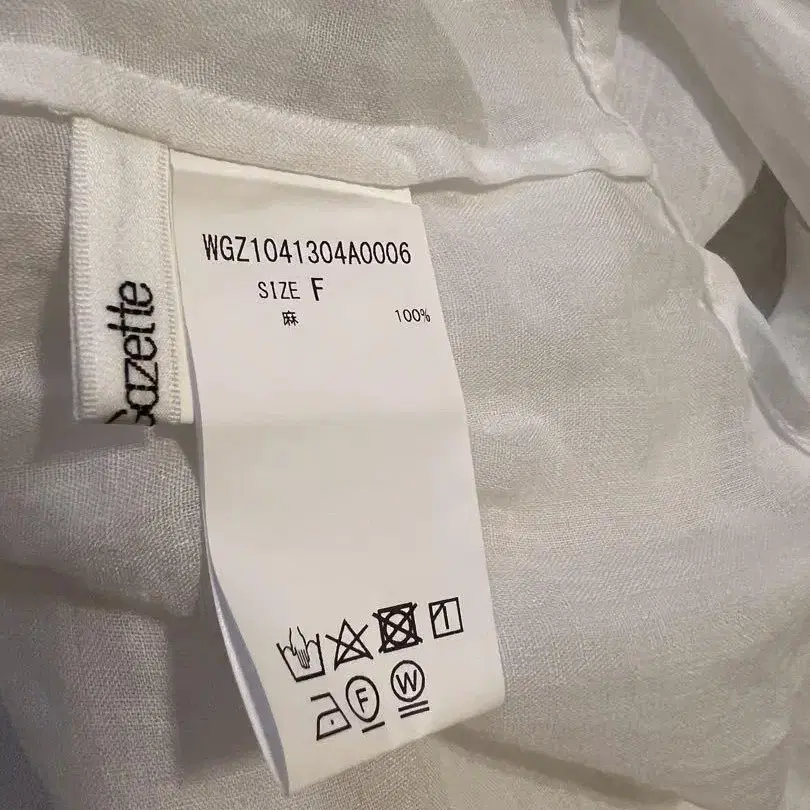 Gazette
WGZ1041304A0006
SIZE F
麻 100%
F W